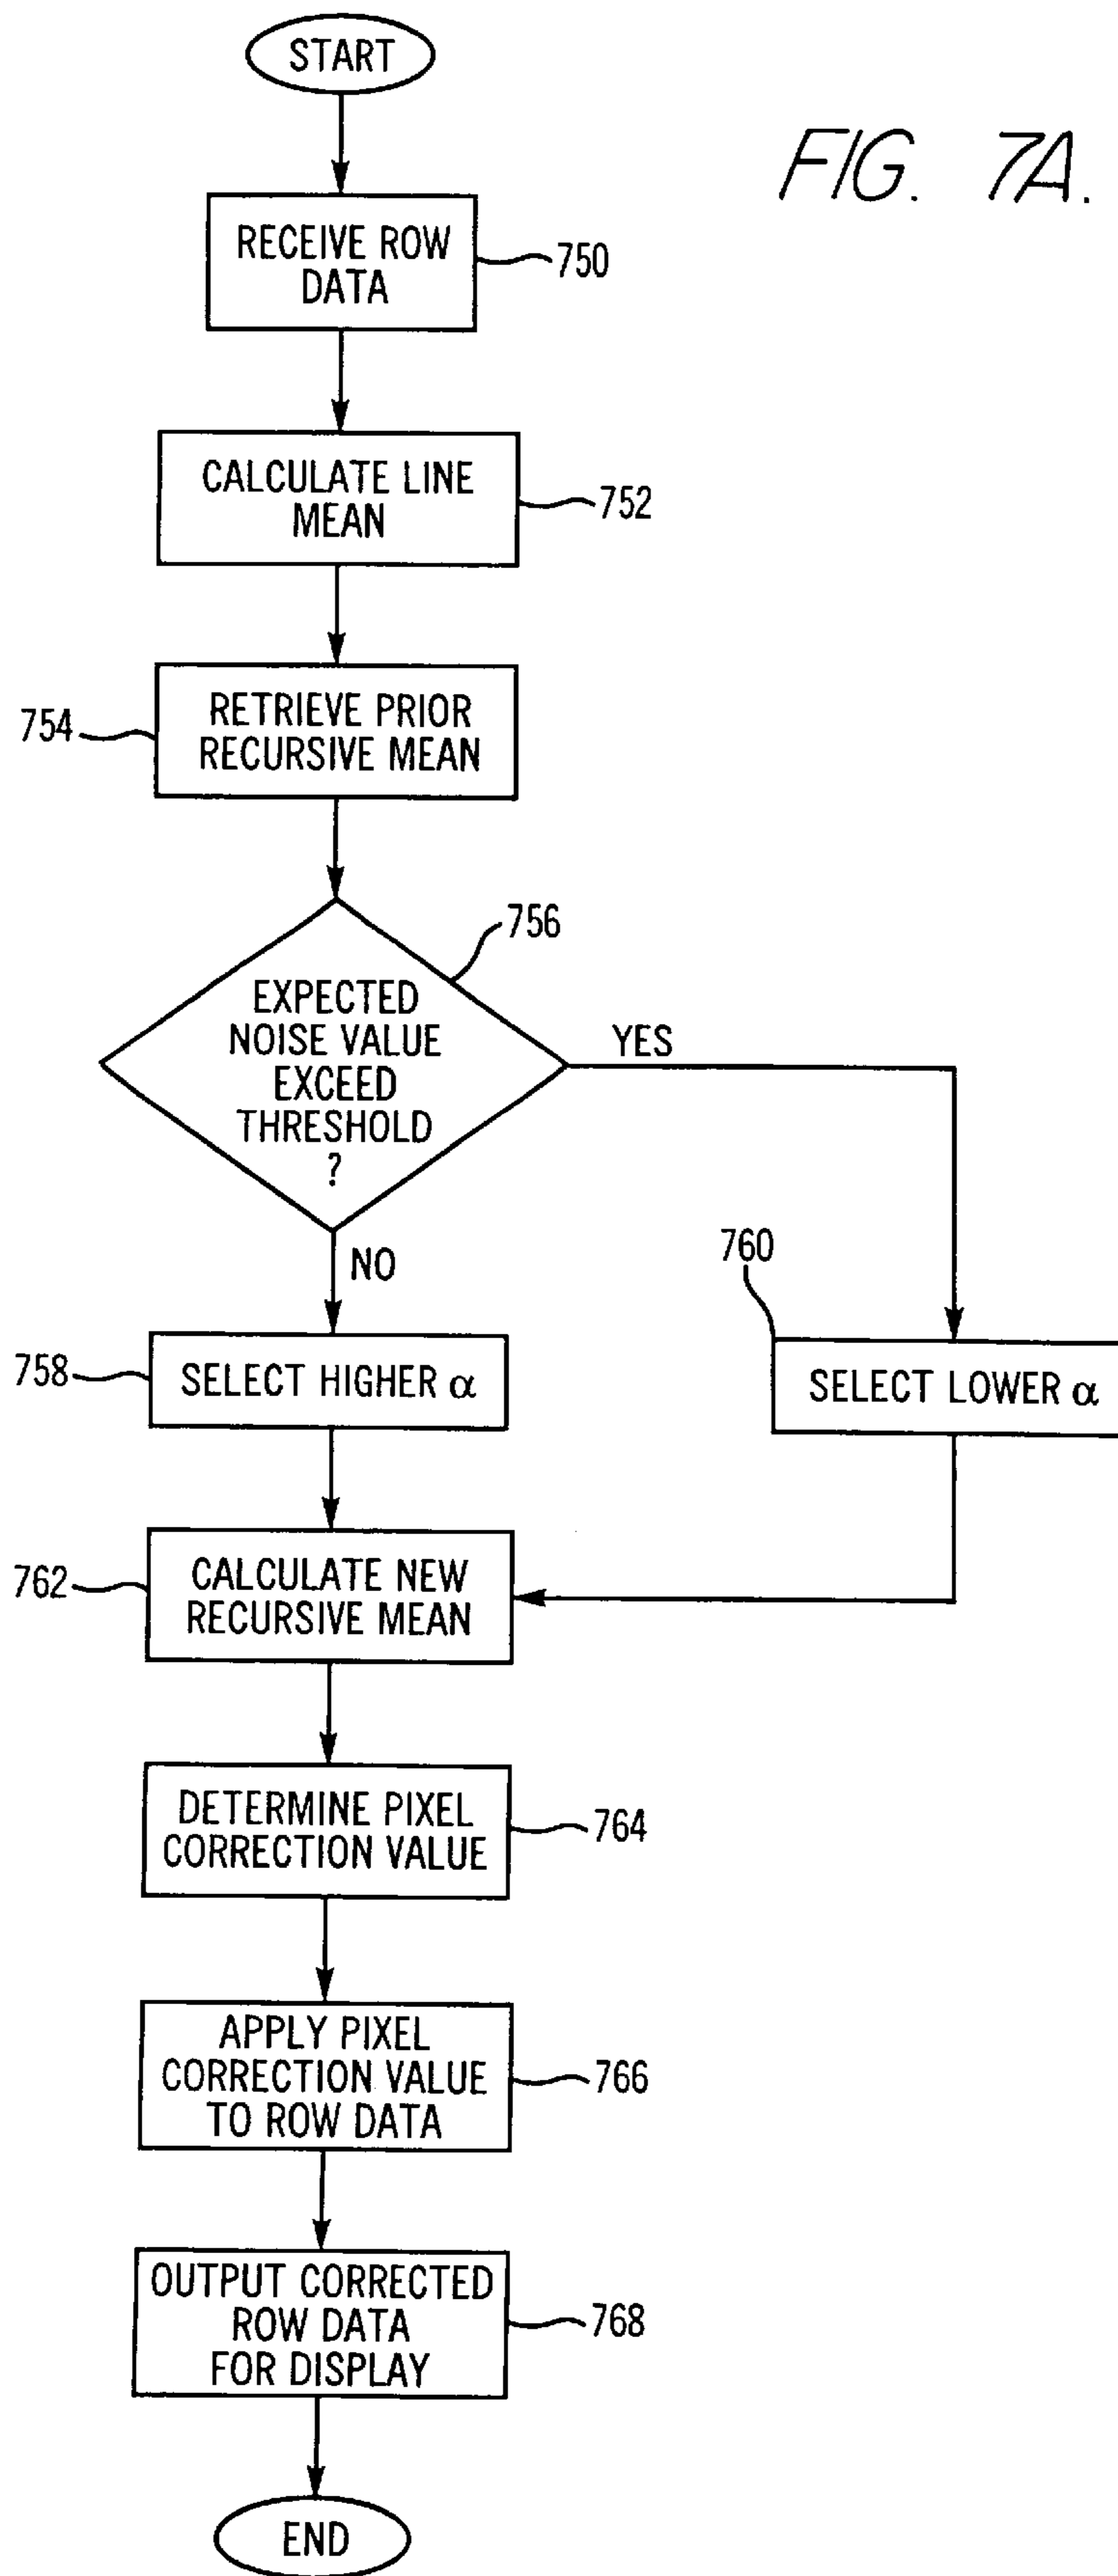 START
FIG. 7A.
RECEIVE ROW
DATA
750
CALCULATE LINE
MEAN
752
754
RETRIEVE PRIOR
RECURSIVE MEAN
756
EXPECTED
NOISE VALUE
EXCEED
THRESHOLD
?
YES
NO
760
758
SELECT HIGHER α
SELECT LOWER α
762
CALCULATE NEW
RECURSIVE MEAN
DETERMINE PIXEL
CORRECTION VALUE
764
APPLY PIXEL
CORRECTION VALUE
TO ROW DATA
766
OUTPUT CORRECTED
ROW DATA
FOR DISPLAY
768
END